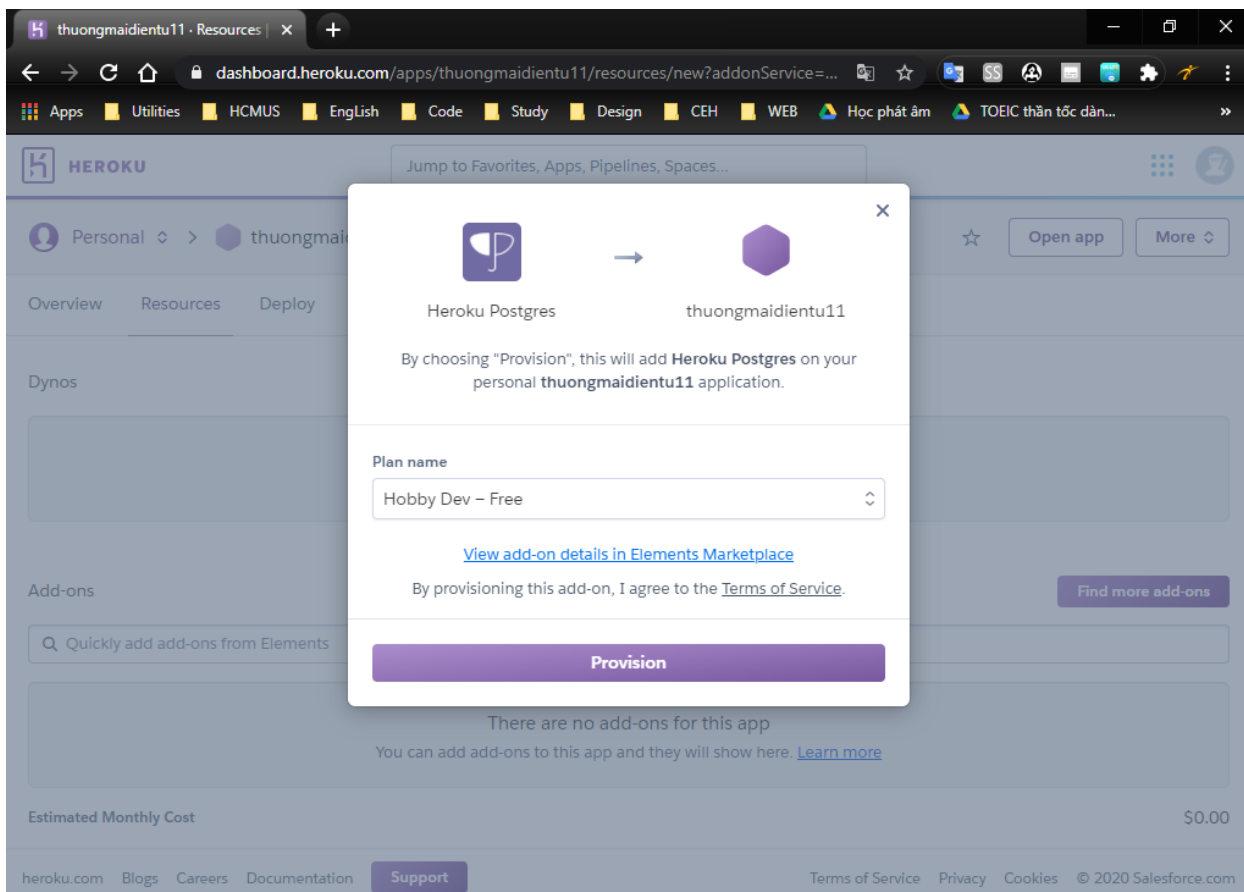 thuongmaidientu11 · Resources |
dashboard.heroku.com/apps/thuongmaidientu11/resources/new?addonService=...
Apps Utilities HCMUS EngLish Code Study Design CEH WEB Học phát âm TOEIC thần tốc dàn... »
HEROKU
Jump to Favorites, Apps, Pipelines, Spaces...
Personal > thuongmai
Open app
More
Overview Resources Deploy
Heroku Postgres
thuongmaidientu11
By choosing "Provision", this will add Heroku Postgres on your
personal thuongmaidientu11 application.
Dynos
Plan name
Hobby Dev – Free
View add-on details in Elements Marketplace
By provisioning this add-on, I agree to the Terms of Service.
Provision
Add-ons
Find more add-ons
Quickly add add-ons from Elements
There are no add-ons for this app
You can add add-ons to this app and they will show here. Learn more
Estimated Monthly Cost
$0.00
heroku.com Blogs Careers Documentation Support Terms of Service Privacy Cookies © 2020 Salesforce.com